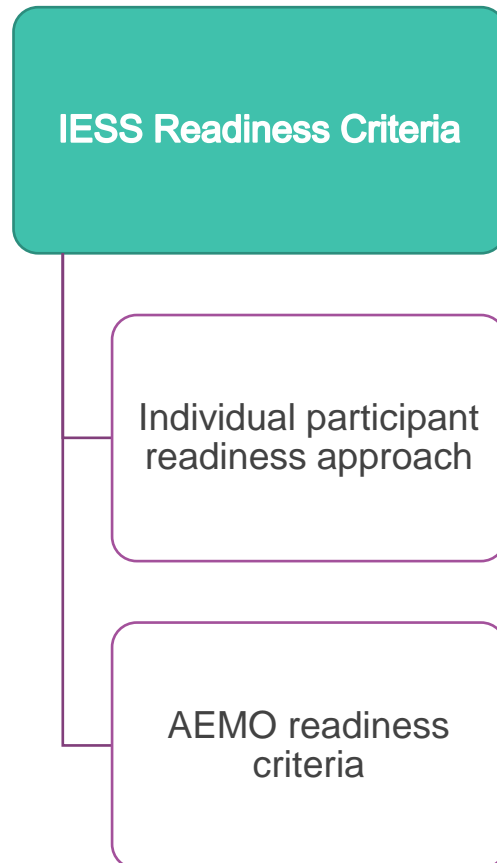 IESS Readiness Criteria
Individual participant
readiness approach
AEMO readiness
criteria